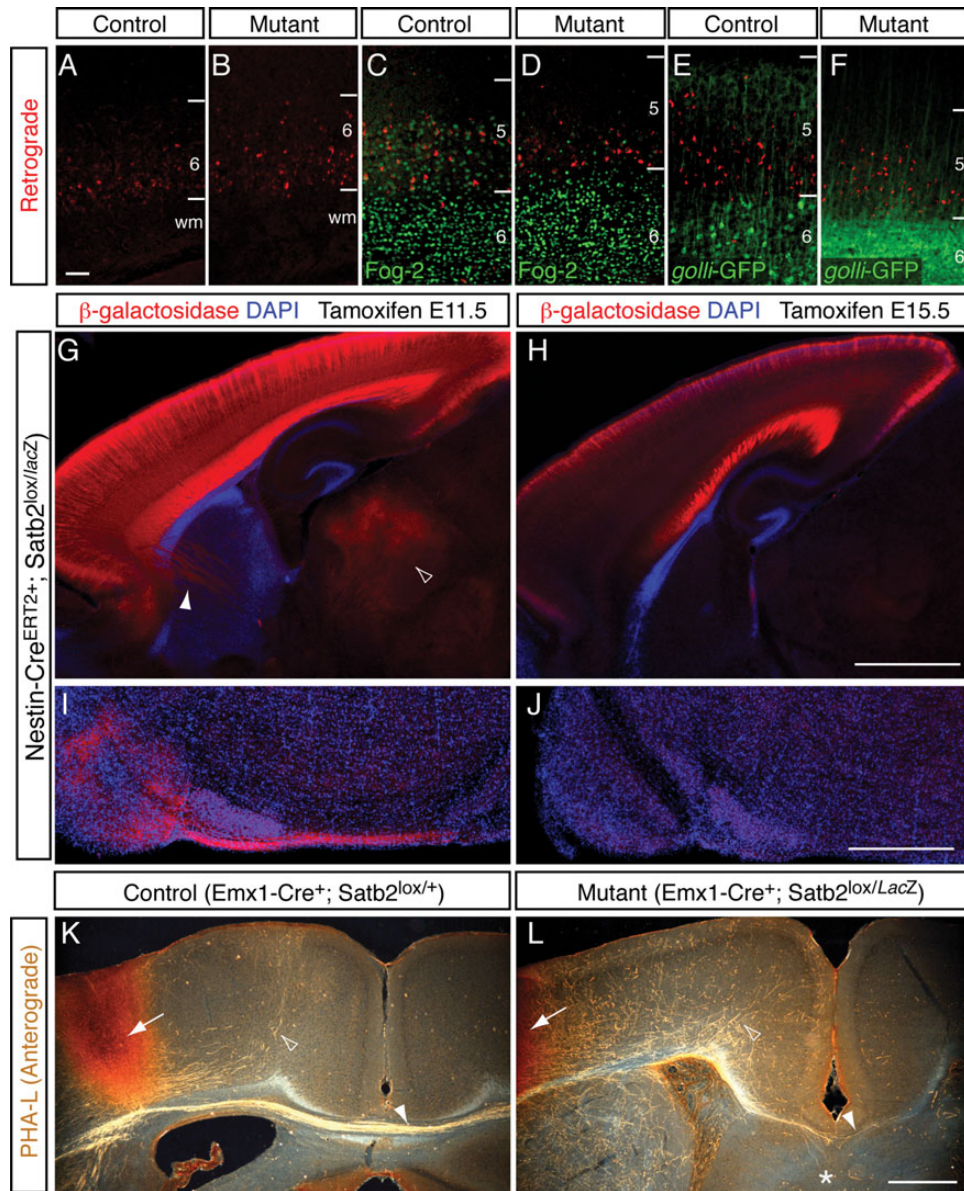 Control
Mutant
Control
Mutant
Control
Mutant
Retrograde
A
B
C
D
E
F
6
wm
6
wm
5
6
5
6
5
6
5
6
Fog-2
Fog-2
golli-GFP
golli-GFP
β-galactosidase DAPI Tamoxifen E11.5
β-galactosidase DAPI Tamoxifen E15.5
Nestin-CreERT2+; Satb2lox/lacZ
G
H
I
J
Control (Emx1-Cre+; Satb2lox/+)
Mutant (Emx1-Cre+; Satb2lox/LacZ)
PHA-L (Anterograde)
K
L
*